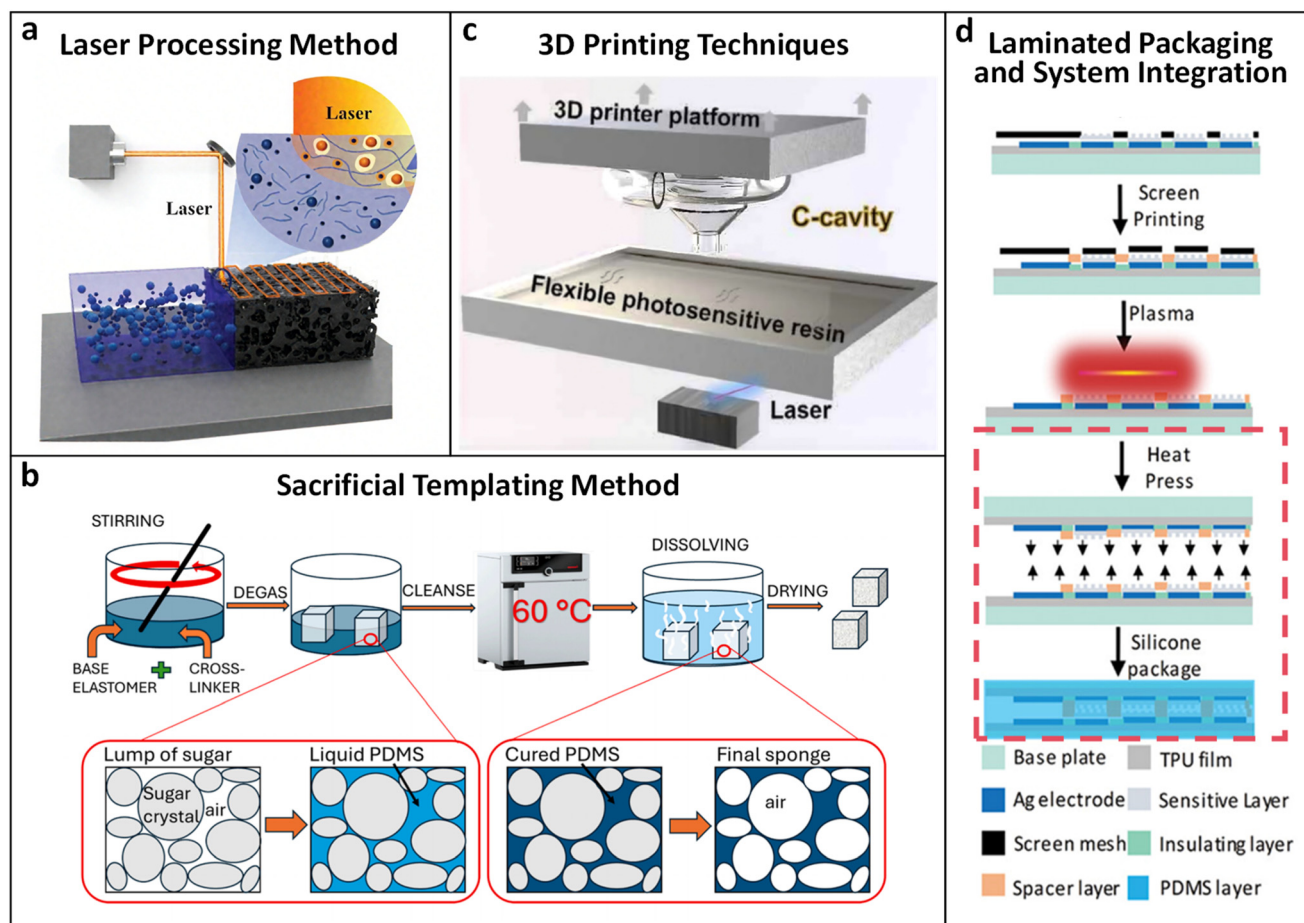 a
Laser Processing Method
Laser
Laser
c
3D Printing Techniques
3D printer platform
C-cavity
Flexible photosensitive resin
Laser
b
Sacrificial Templating Method
STIRRING
DEGAS
CLEANSE
60 °C
DISSOLVING
DRYING
BASE
ELASTOMER
CROSS-
LINKER
Lump of sugar
Sugar
crystal
air
Liquid PDMS
Cured PDMS
Final sponge
air
d
Laminated Packaging
and System Integration
Screen
Printing
Plasma
Heat
Press
Silicone
package
Base plate
TPU film
Ag electrode
Sensitive Layer
Screen mesh
Insulating layer
Spacer layer
PDMS layer